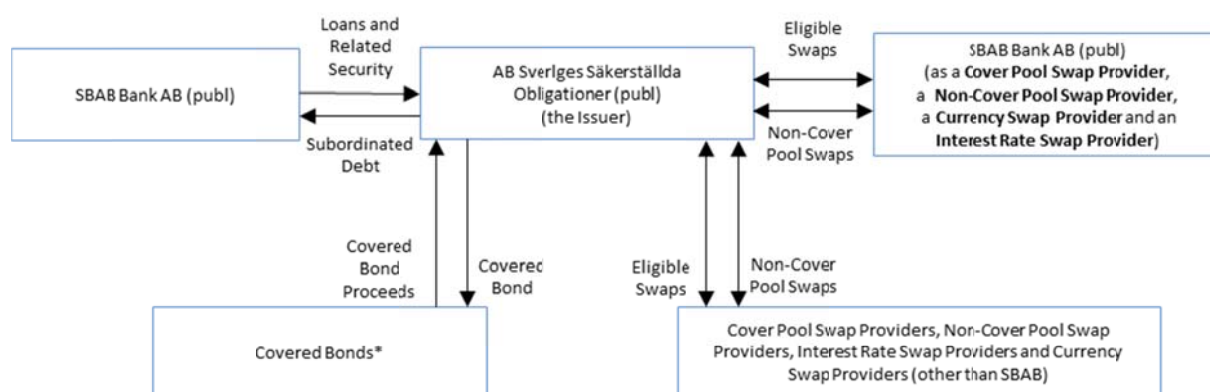 Loans and
Related
Security
SBAB Bank AB (publ)
Subordinated
Debt
AB Sveriges Säkerställda
Obligationer (publ)
(the Issuer)
Eligible
Swaps
Non-Cover
Pool Swaps
SBAB Bank AB (publ)
(as a Cover Pool Swap Provider,
a Non-Cover Pool Swap Provider,
a Currency Swap Provider and an
Interest Rate Swap Provider)
Covered
Bond
Proceeds
Covered
Bond
Eligible
Swaps
Non-Cover
Pool Swaps
Covered Bonds*
Cover Pool Swap Providers, Non-Cover Pool Swap
Providers, Interest Rate Swap Providers and Currency
Swap Providers (other than SBAB)